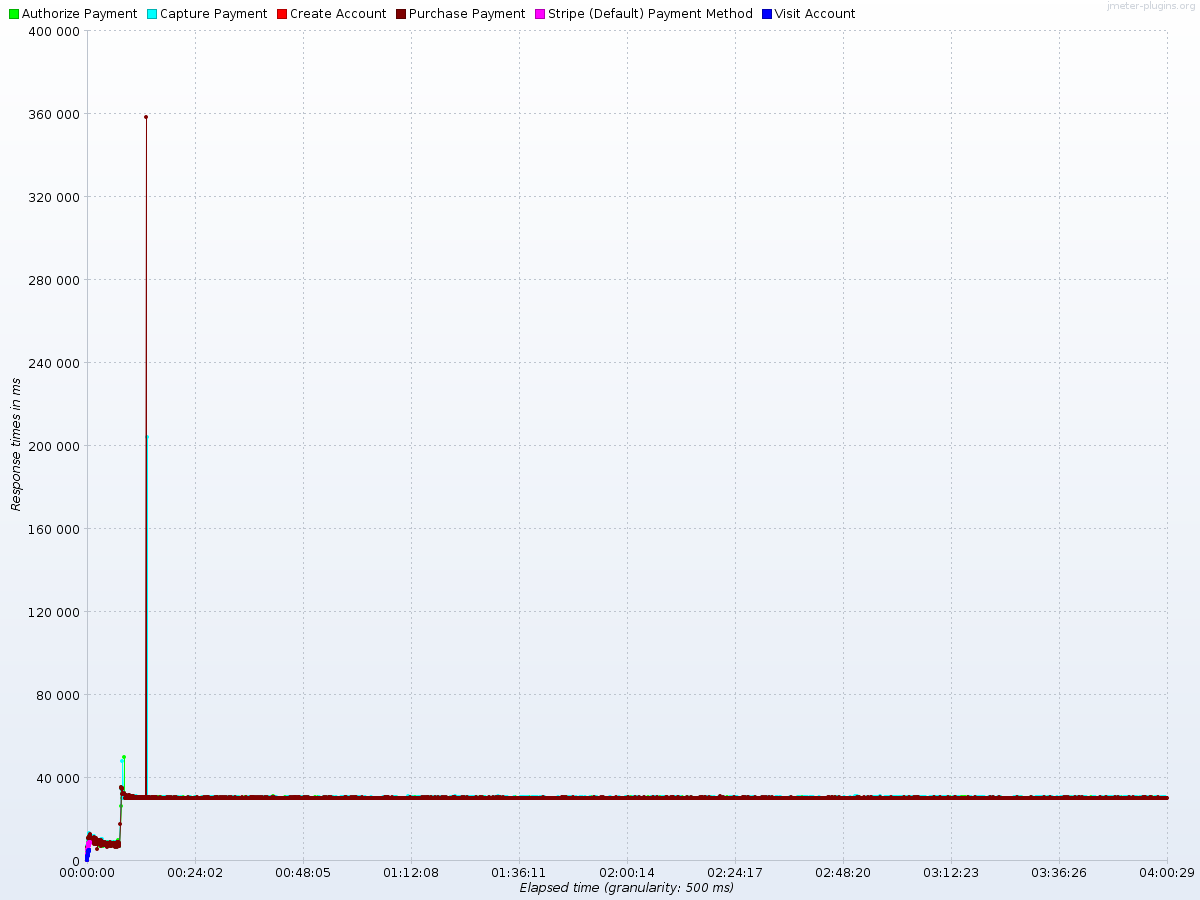 Authorize Payment Capture Payment Create Account Purchase Payment Stripe (Default) Payment Method Visit Account
jmeter-plugins.org
400 000
360 000
320 000
280 000
240 000
200 000
160 000
120 000
80 000
40 000
0
Response times in ms
00:00:00 00:24:02 00:48:05 01:12:08 01:36:11 02:00:14 02:24:17 02:48:20 03:12:23 03:36:26 04:00:29
Elapsed time (granularity: 500 ms)